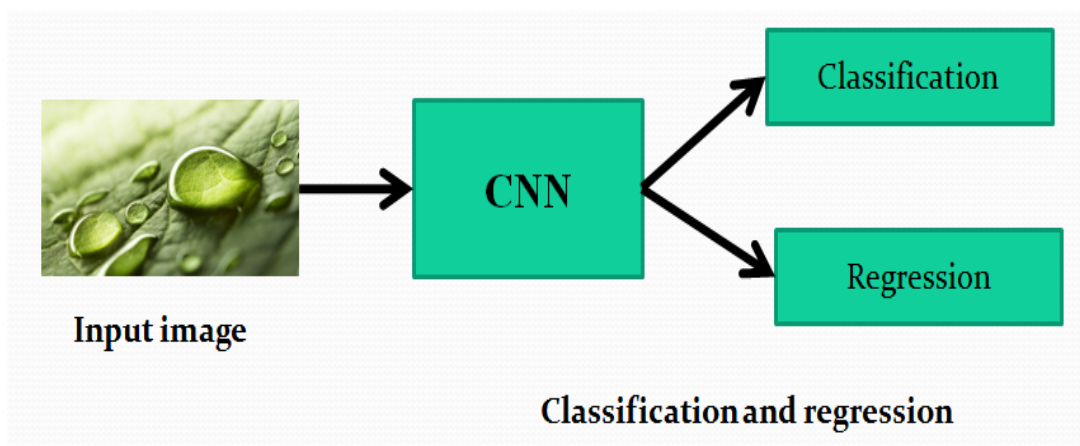 Classification
CNN
Regression
Input image
Classification and regression